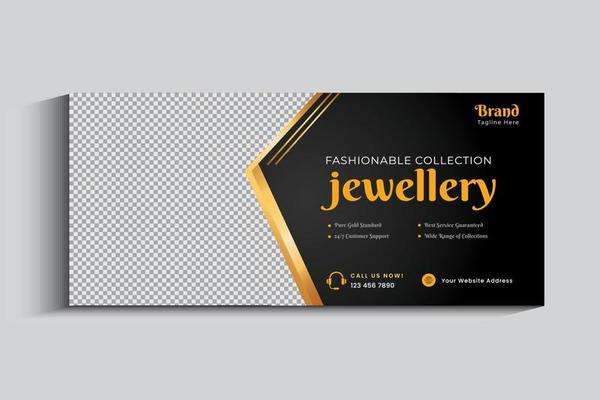 Brand
Tagline Here
FASHIONABLE COLLECTION
jewellery
Pure Gold Standard
Best Service Guaranteed
24/7 Customer Support
Wide Range of Collections
CALL US NOW!
123 456 7890
Your Website Address